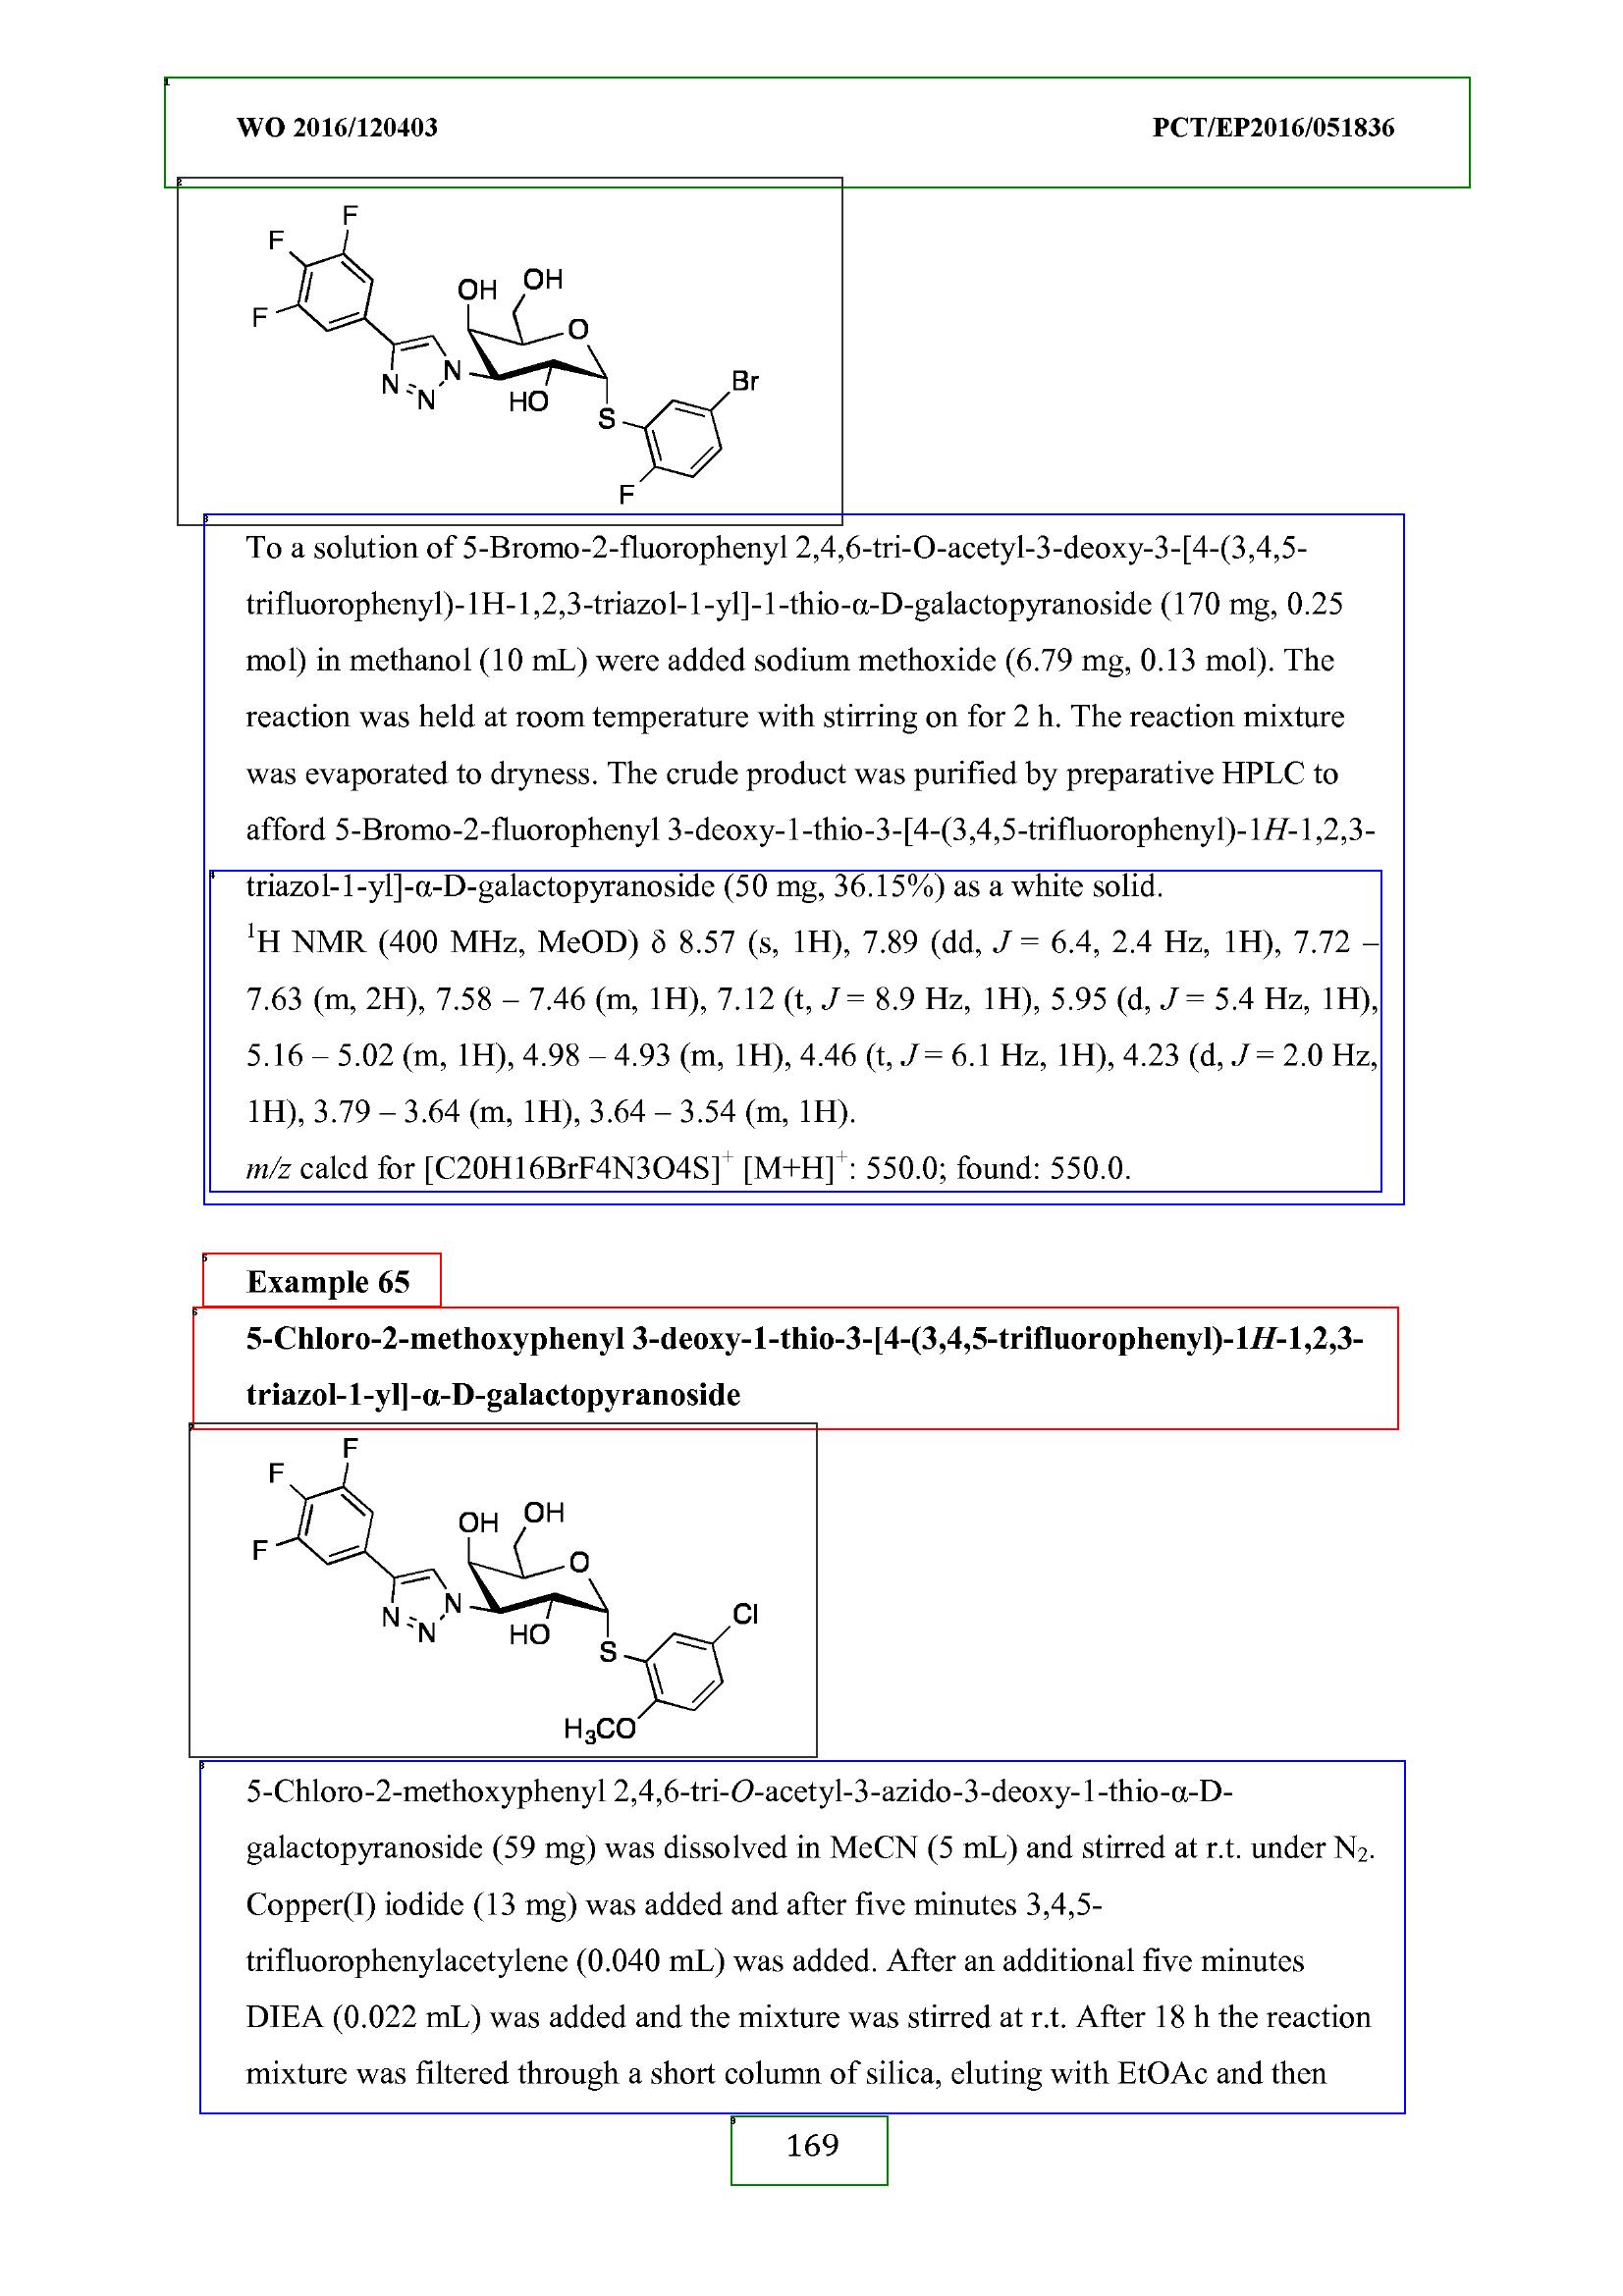 WO 2016/120403 PCT/EP2016/051836
F
F
F
OH OH
O
N
N
N
HO
S
Br
F
To a solution of 5-Bromo-2-fluorophenyl 2,4,6-tri-O-acetyl-3-deoxy-3-[4-(3,4,5-
trifluorophenyl)-1H-1,2,3-triazol-1-yl]-1-thio-α-D-galactopyranoside (170 mg, 0.25
mol) in methanol (10 mL) were added sodium methoxide (6.79 mg, 0.13 mol). The
reaction was held at room temperature with stirring on for 2 h. The reaction mixture
was evaporated to dryness. The crude product was purified by preparative HPLC to
afford 5-Bromo-2-fluorophenyl 3-deoxy-1-thio-3-[4-(3,4,5-trifluorophenyl)-1H-1,2,3-
triazol-1-yl]-α-D-galactopyranoside (50 mg, 36.15%) as a white solid.
¹H NMR (400 MHz, MeOD) δ 8.57 (s, 1H), 7.89 (dd, J = 6.4, 2.4 Hz, 1H), 7.72 –
7.63 (m, 2H), 7.58 – 7.46 (m, 1H), 7.12 (t, J = 8.9 Hz, 1H), 5.95 (d, J = 5.4 Hz, 1H),
5.16 – 5.02 (m, 1H), 4.98 – 4.93 (m, 1H), 4.46 (t, J = 6.1 Hz, 1H), 4.23 (d, J = 2.0 Hz,
1H), 3.79 – 3.64 (m, 1H), 3.64 – 3.54 (m, 1H).
m/z calcd for [C20H16BrF4N3O4S]⁺ [M+H]⁺: 550.0; found: 550.0.
Example 65
5-Chloro-2-methoxyphenyl 3-deoxy-1-thio-3-[4-(3,4,5-trifluorophenyl)-1H-1,2,3-
triazol-1-yl]-α-D-galactopyranoside
F
F
F
OH OH
O
N
N
N
HO
S
Cl
H₃CO
5-Chloro-2-methoxyphenyl 2,4,6-tri-O-acetyl-3-azido-3-deoxy-1-thio-α-D-
galactopyranoside (59 mg) was dissolved in MeCN (5 mL) and stirred at r.t. under N₂.
Copper(I) iodide (13 mg) was added and after five minutes 3,4,5-
trifluorophenylacetylene (0.040 mL) was added. After an additional five minutes
DIEA (0.022 mL) was added and the mixture was stirred at r.t. After 18 h the reaction
mixture was filtered through a short column of silica, eluting with EtOAc and then
169